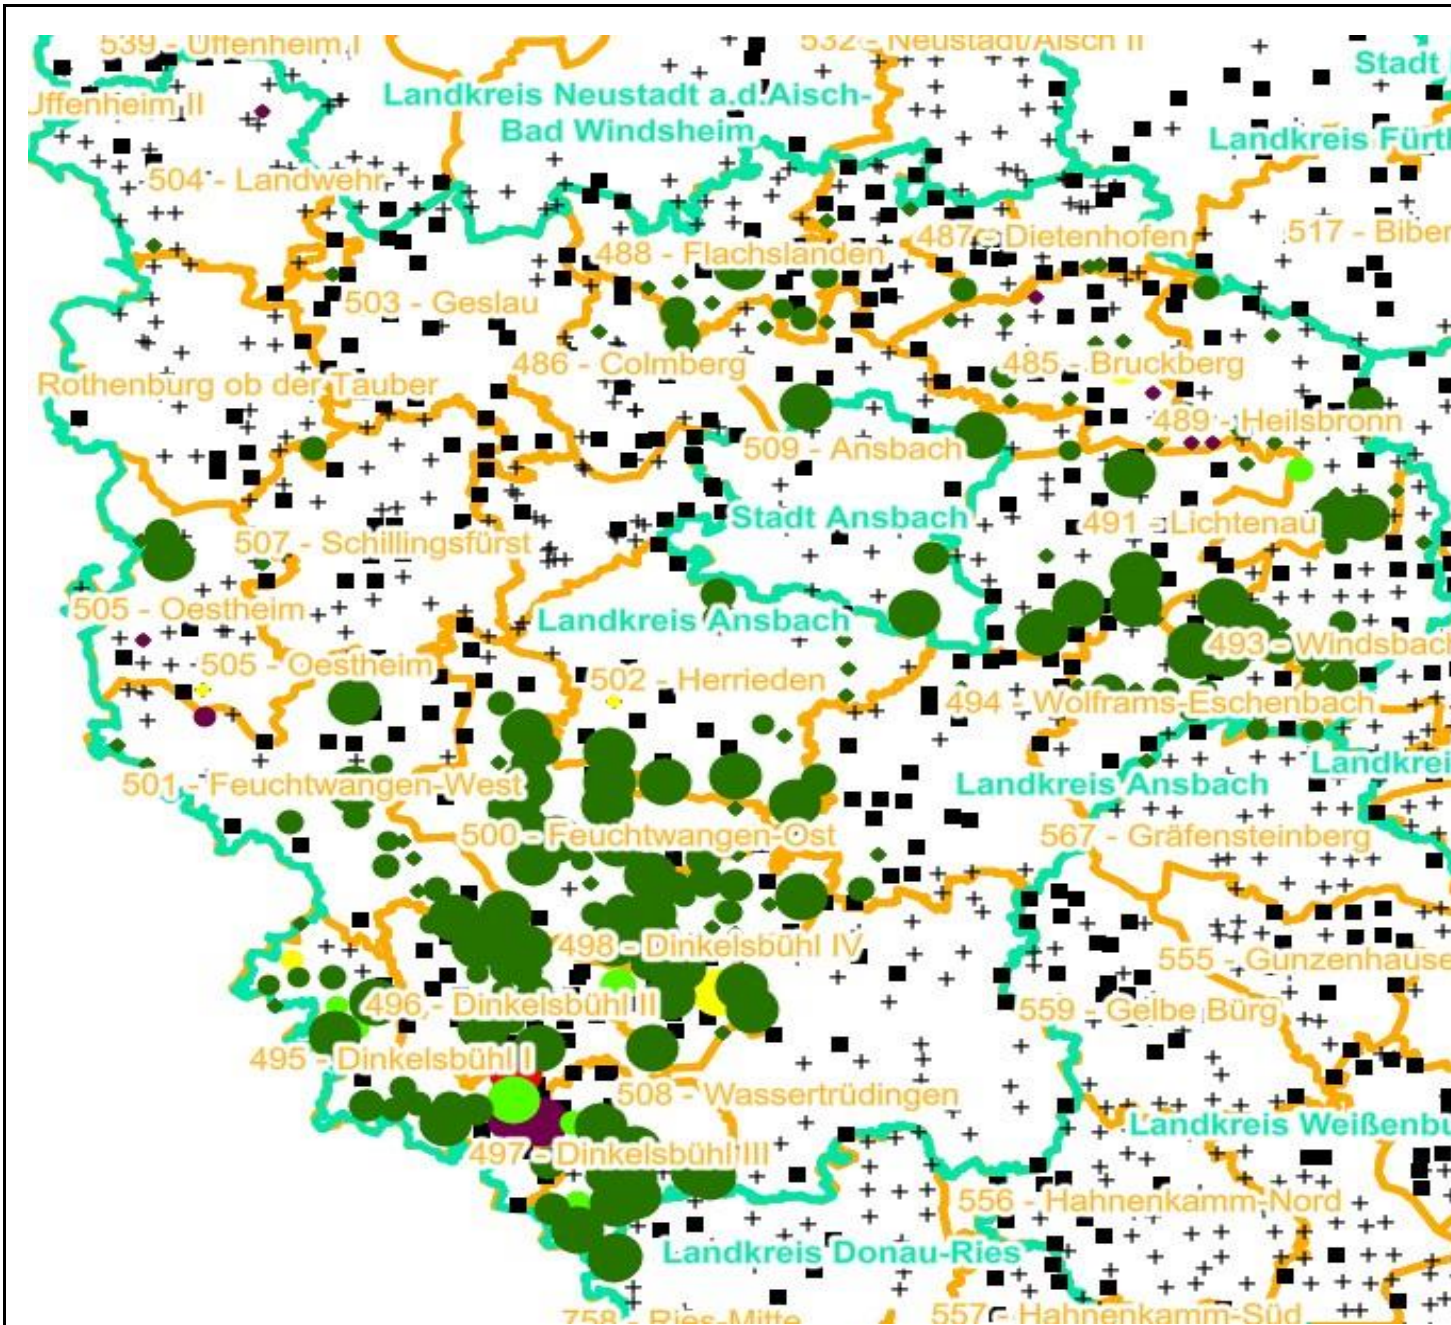 539 - Uffenheim I
532 - Neustadt/Aisch II
Stadt
Uffenheim II
Landkreis Neustadt a.d.Aisch-
Bad Windsheim
Landkreis Fürth
504 - Landwehr
488 - Flachslanden
487 - Dietenhofen
517 - Biber
503 - Geslau
486 - Colmberg
485 - Bruckberg
Rothenburg ob der Tauber
489 - Heilsbronn
509 - Ansbach
Stadt Ansbach
491 - Lichtenau
507 - Schillingsfürst
505 - Oestheim
Landkreis Ansbach
493 - Windsbach
505 - Oestheim
502 - Herrieden
494 - Wolframs-Eschenbach
Landkrei
501 - Feuchtwangen-West
Landkreis Ansbach
500 - Feuchtwangen-Ost
567 - Gräfensteinberg
498 - Dinkelsbühl IV
555 - Gunzenhause
496 - Dinkelsbühl II
559 - Gelbe Bürg
495 - Dinkelsbühl I
508 - Wassertrüdingen
Landkreis Weißenbu
497 - Dinkelsbühl III
556 - Hahnenkamm-Nord
Landkreis Donau-Ries
758 - Ries-Mitte
557 - Hahnenkamm-Süd